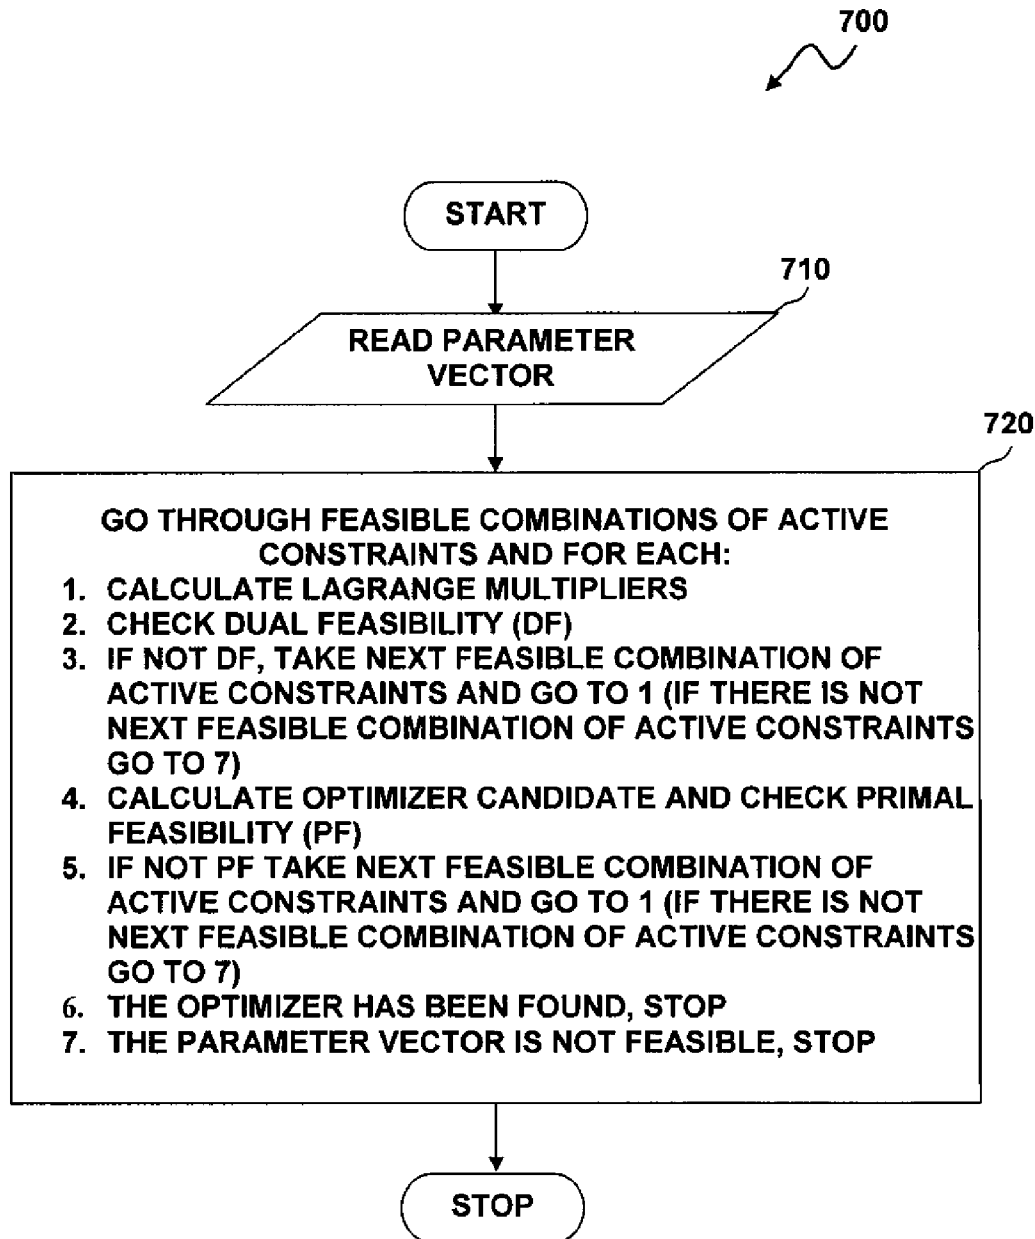 700
START
710
READ PARAMETER
VECTOR
720
GO THROUGH FEASIBLE COMBINATIONS OF ACTIVE
CONSTRAINTS AND FOR EACH:
1. CALCULATE LAGRANGE MULTIPLIERS
2. CHECK DUAL FEASIBILITY (DF)
3. IF NOT DF, TAKE NEXT FEASIBLE COMBINATION OF
ACTIVE CONSTRAINTS AND GO TO 1 (IF THERE IS NOT
NEXT FEASIBLE COMBINATION OF ACTIVE CONSTRAINTS
GO TO 7)
4. CALCULATE OPTIMIZER CANDIDATE AND CHECK PRIMAL
FEASIBILITY (PF)
5. IF NOT PF TAKE NEXT FEASIBLE COMBINATION OF
ACTIVE CONSTRAINTS AND GO TO 1 (IF THERE IS NOT
NEXT FEASIBLE COMBINATION OF ACTIVE CONSTRAINTS
GO TO 7)
6. THE OPTIMIZER HAS BEEN FOUND, STOP
7. THE PARAMETER VECTOR IS NOT FEASIBLE, STOP
STOP